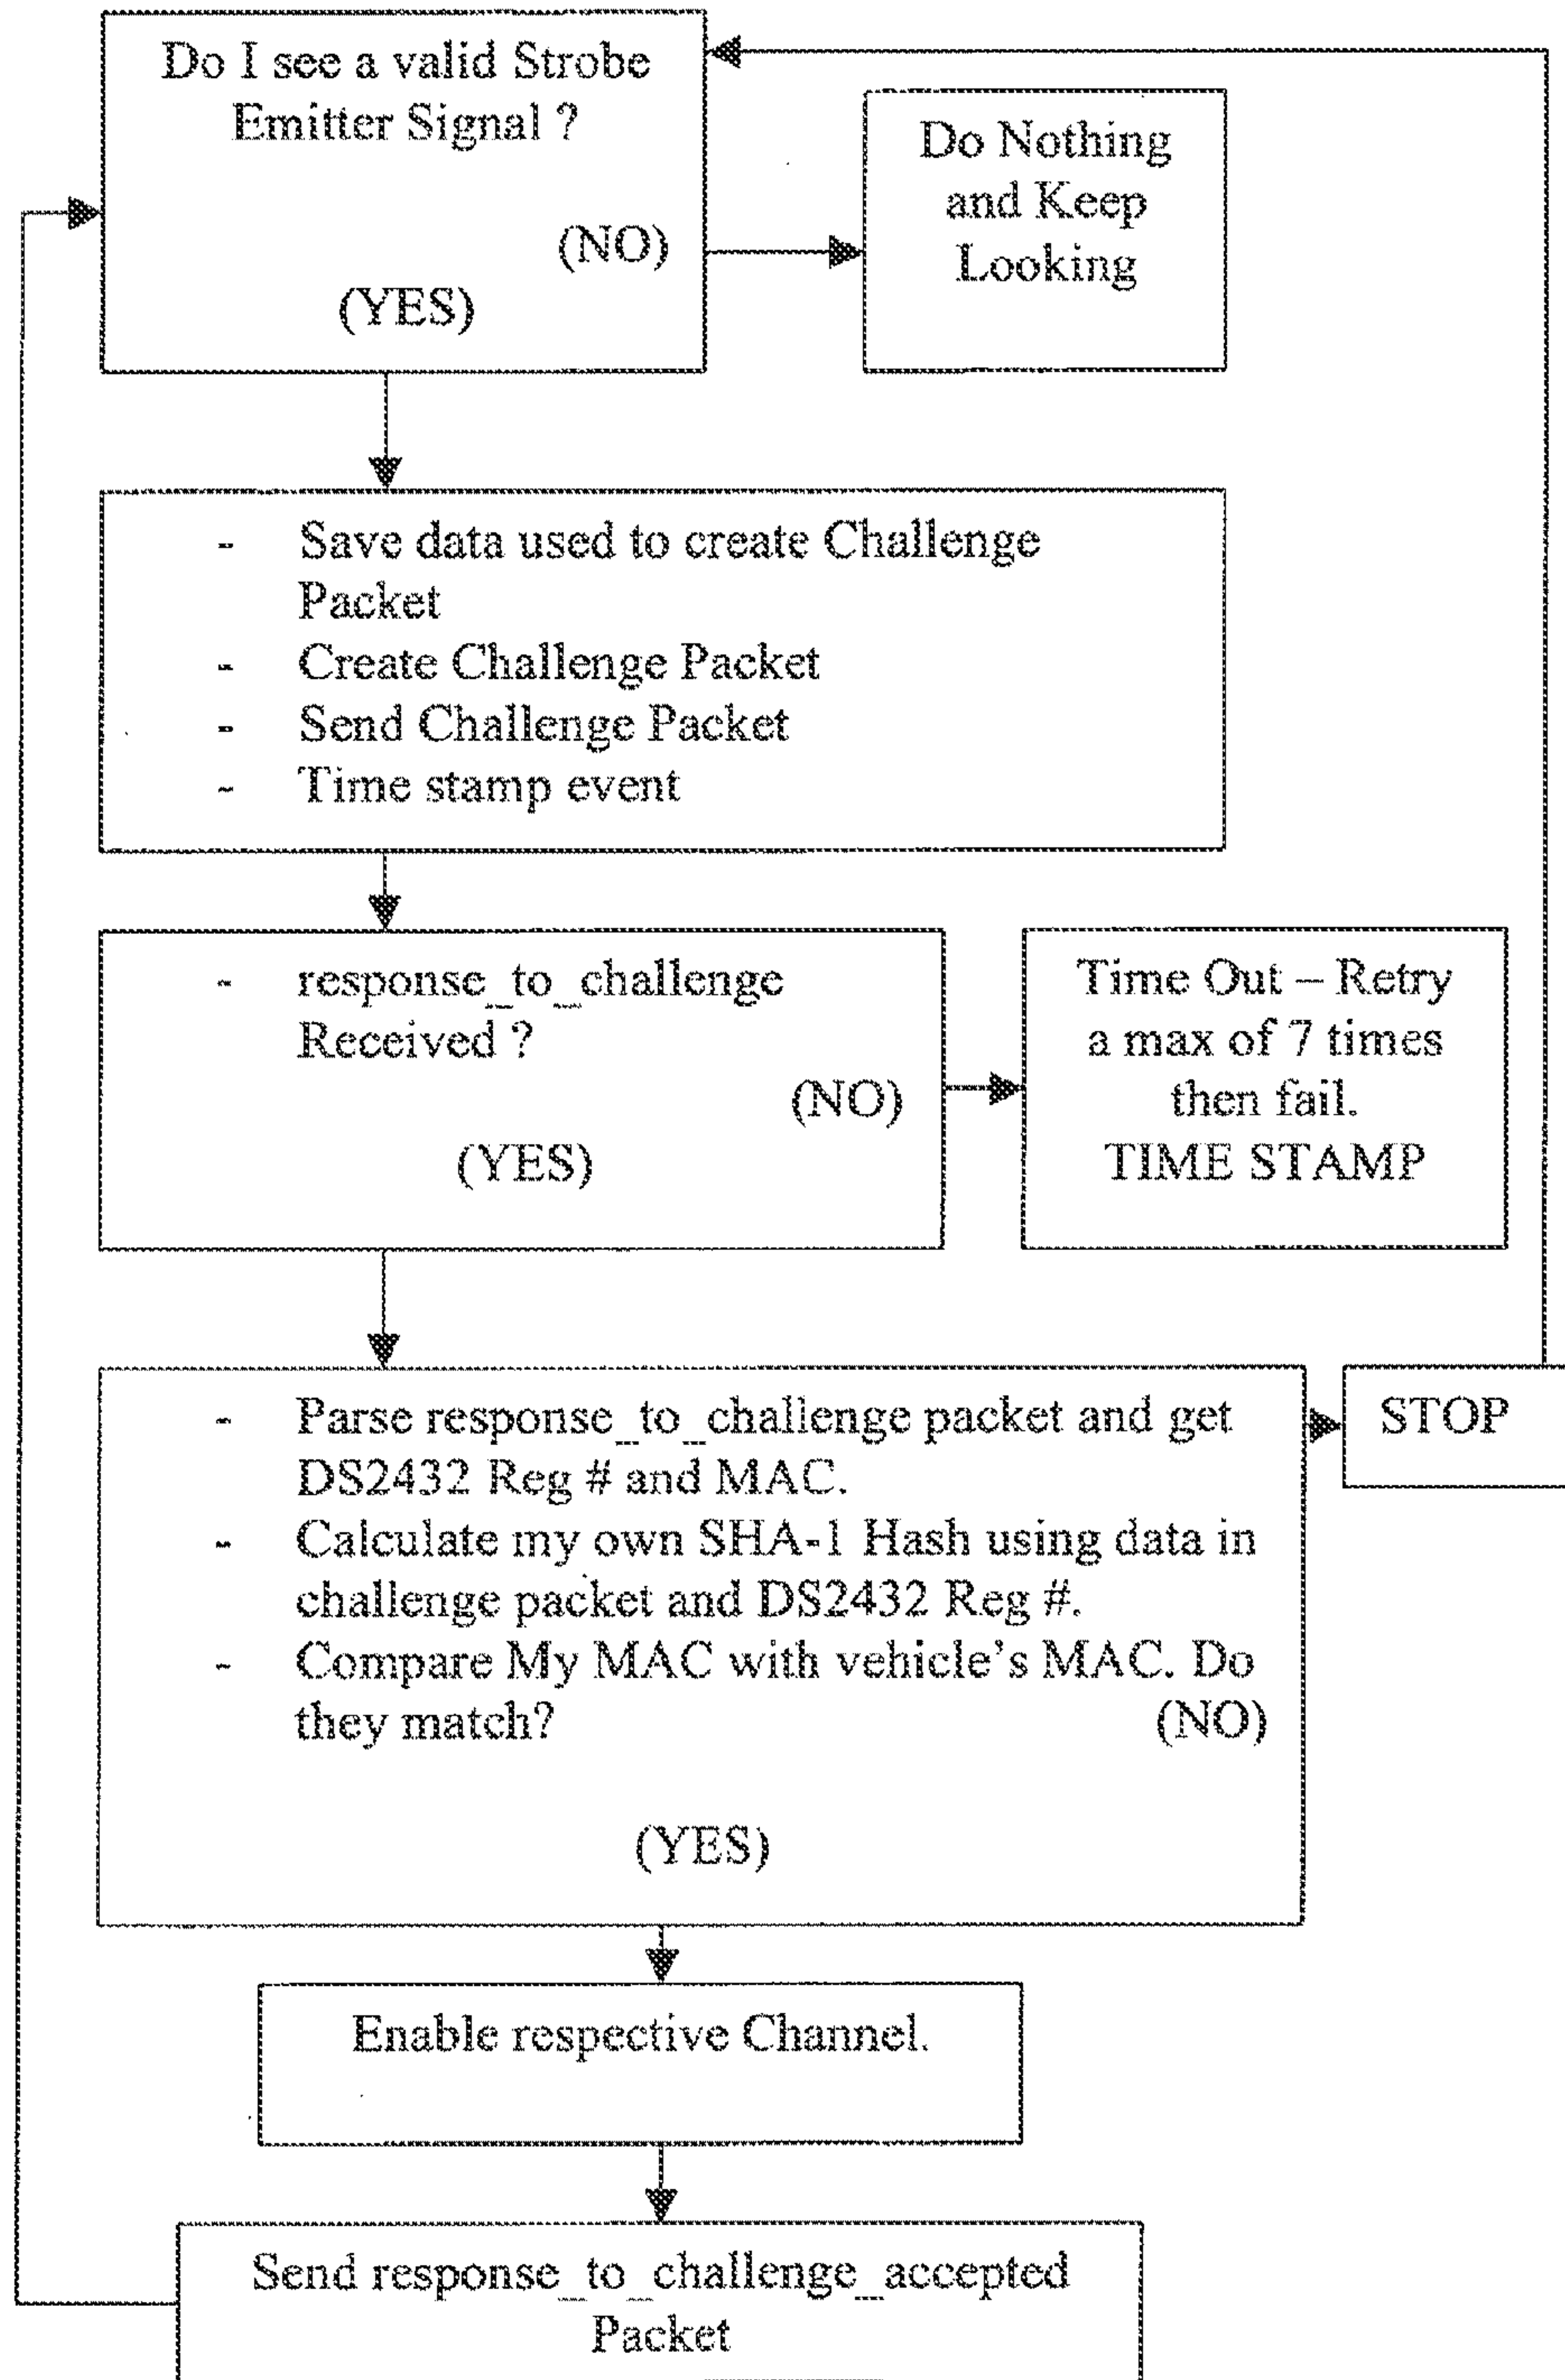 Do I see a valid Strobe
Emitter Signal ?
(NO)
(YES)
Do Nothing
and Keep
Looking
- Save data used to create Challenge
Packet
- Create Challenge Packet
- Send Challenge Packet
- Time stamp event
- response_to_challenge
Received ?
(NO)
(YES)
Time Out – Retry
a max of 7 times
then fail.
TIME STAMP
- Parse response_to_challenge packet and get
DS2432 Reg # and MAC.
- Calculate my own SHA-1 Hash using data in
challenge packet and DS2432 Reg #.
- Compare My MAC with vehicle's MAC. Do
they match?
(NO)
(YES)
STOP
Enable respective Channel.
Send response_to_challenge_accepted
Packet